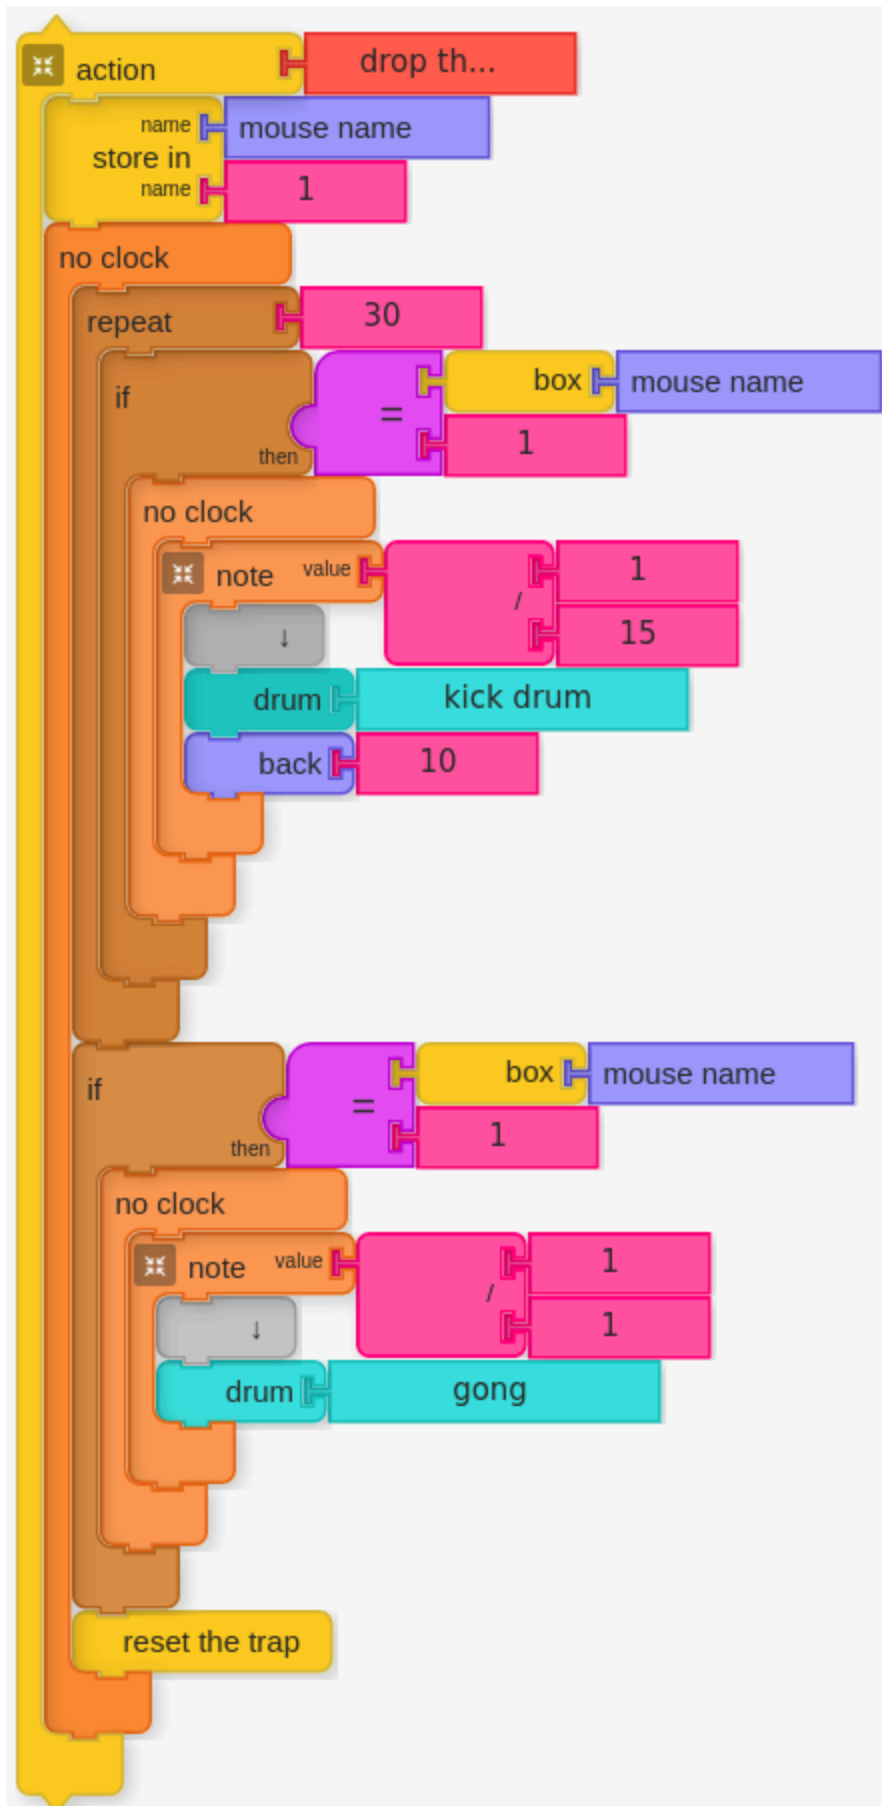 action drop th...
name mouse name
store in
name 1
no clock
repeat 30
if = box mouse name
then 1
no clock
note value / 1
15
↓
drum kick drum
back 10
if = box mouse name
then 1
no clock
note value / 1
1
↓
drum gong
reset the trap